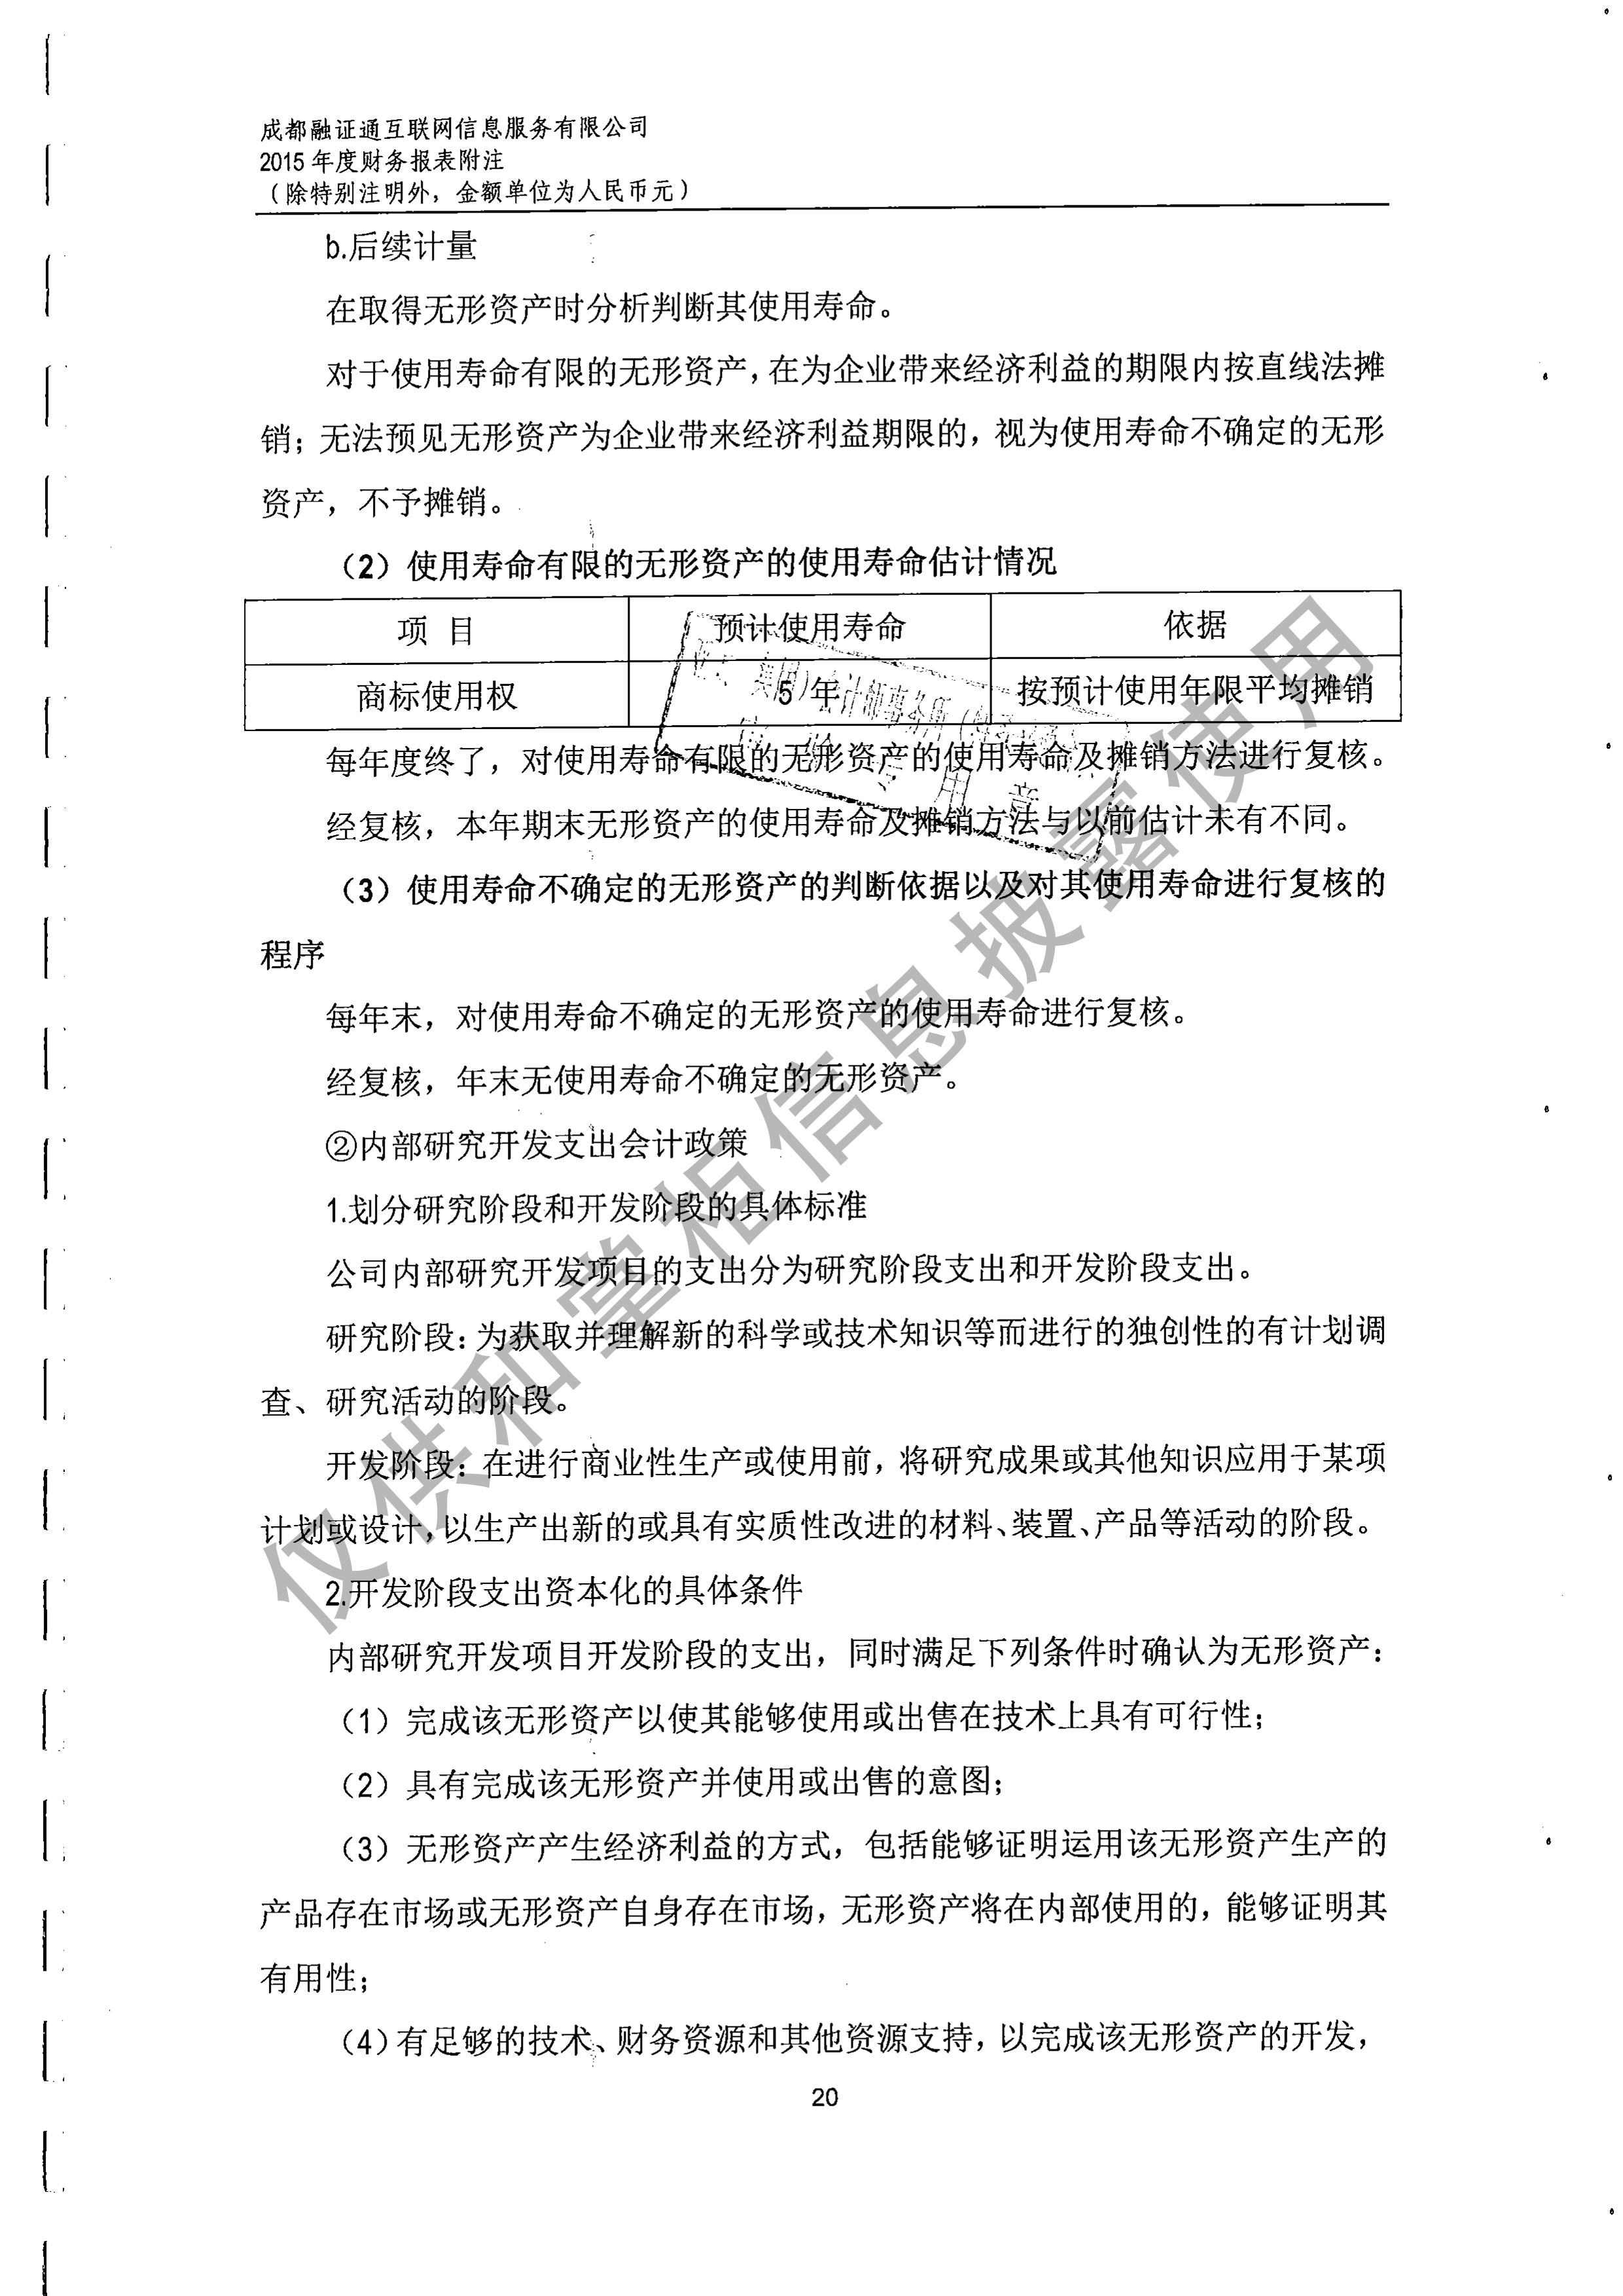 成都融证通互联网信息服务有限公司
2015 年度财务报表附注
（除特别注明外，金额单位为人民币元）
b.后续计量
在取得无形资产时分析判断其使用寿命。
对于使用寿命有限的无形资产，在为企业带来经济利益的期限内按直线法摊
销；无法预见无形资产为企业带来经济利益期限的，视为使用寿命不确定的无形
资产，不予摊销。
（2）使用寿命有限的无形资产的使用寿命估计情况
项 目 预计使用寿命 依据
商标使用权 5 年 按预计使用年限平均摊销
每年度终了，对使用寿命有限的无形资产的使用寿命及摊销方法进行复核。
经复核，本年期末无形资产的使用寿命及摊销方法与以前估计未有不同。
（3）使用寿命不确定的无形资产的判断依据以及对其使用寿命进行复核的
程序
每年末，对使用寿命不确定的无形资产的使用寿命进行复核。
经复核，年末无使用寿命不确定的无形资产。
②内部研究开发支出会计政策
1.划分研究阶段和开发阶段的具体标准
公司内部研究开发项目的支出分为研究阶段支出和开发阶段支出。
研究阶段：为获取并理解新的科学或技术知识等而进行的独创性的有计划调
查、研究活动的阶段。
开发阶段：在进行商业性生产或使用前，将研究成果或其他知识应用于某项
计划或设计，以生产出新的或具有实质性改进的材料、装置、产品等活动的阶段。
2.开发阶段支出资本化的具体条件
内部研究开发项目开发阶段的支出，同时满足下列条件时确认为无形资产：
（1）完成该无形资产以使其能够使用或出售在技术上具有可行性；
（2）具有完成该无形资产并使用或出售的意图；
（3）无形资产产生经济利益的方式，包括能够证明运用该无形资产生产的
产品存在市场或无形资产自身存在市场，无形资产将在内部使用的，能够证明其
有用性；
（4）有足够的技术、财务资源和其他资源支持，以完成该无形资产的开发，
20
仅供和掌柜信息披露使用
会计师事务所
专用章